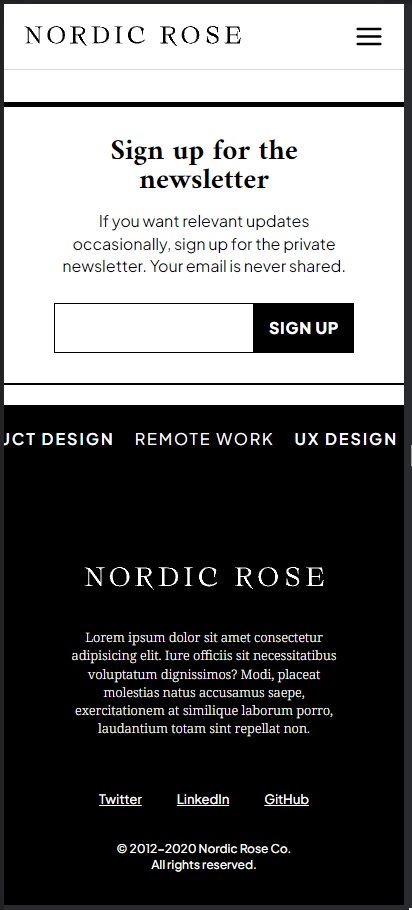 NORDIC ROSE
Sign up for the
newsletter
If you want relevant updates
occasionally, sign up for the private
newsletter. Your email is never shared.
SIGN UP
UCT DESIGN REMOTE WORK UX DESIGN
NORDIC ROSE
Lorem ipsum dolor sit amet consectetur
adipisicing elit. Iure officiis sit necessitatibus
voluptatum dignissimos? Modi, placeat
molestias natus accusamus saepe,
exercitationem at similique laborum porro,
laudantium totam sint repellat non.
Twitter LinkedIn GitHub
© 2012–2020 Nordic Rose Co.
All rights reserved.